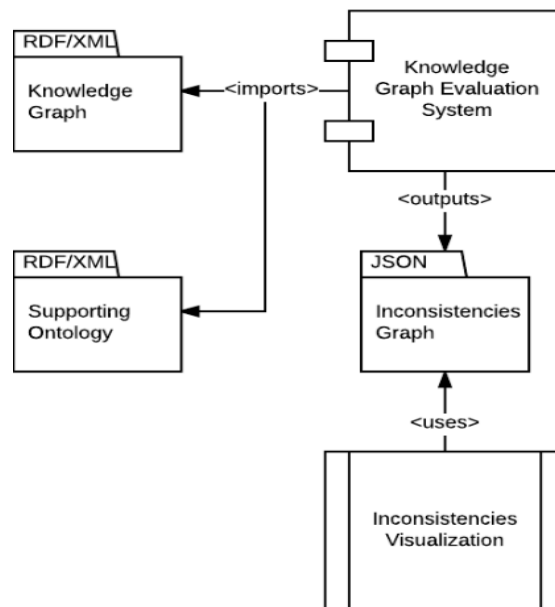 RDF/XML
Knowledge
Graph
<imports>
Knowledge
Graph Evaluation
System
<outputs>
RDF/XML
Supporting
Ontology
JSON
Inconsistencies
Graph
<uses>
Inconsistencies
Visualization